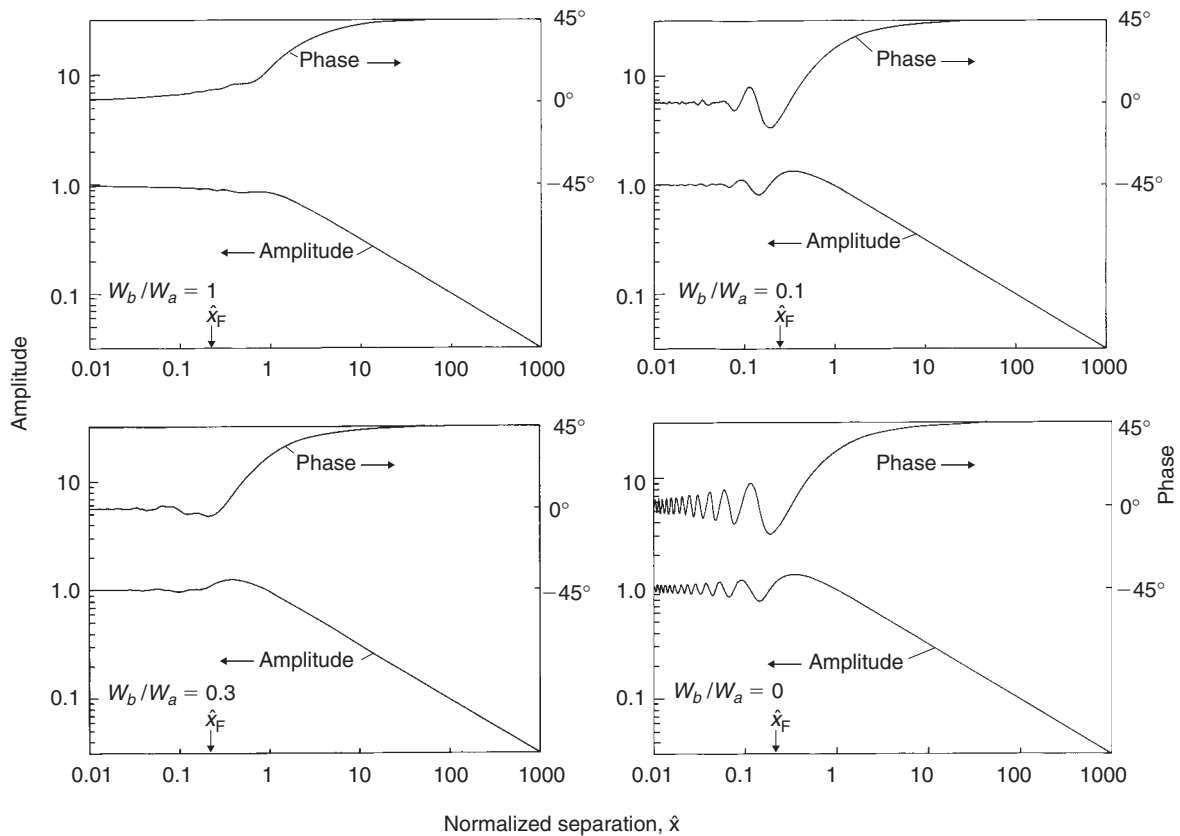 45°
Phase
10
0°
1.0
−45°
Amplitude
0.1
W_b/W_a = 1
x̂_F
0.01 0.1 1 10 100 1000
45°
Phase
10
0°
1.0
−45°
Amplitude
0.1
W_b/W_a = 0.1
x̂_F
0.01 0.1 1 10 100 1000
Amplitude
45°
Phase
10
0°
1.0
−45°
Amplitude
0.1
W_b/W_a = 0.3
x̂_F
0.01 0.1 1 10 100 1000
45°
Phase
10
0°
1.0
−45°
Amplitude
0.1
W_b/W_a = 0
x̂_F
0.01 0.1 1 10 100 1000
Phase
Normalized separation, x̂